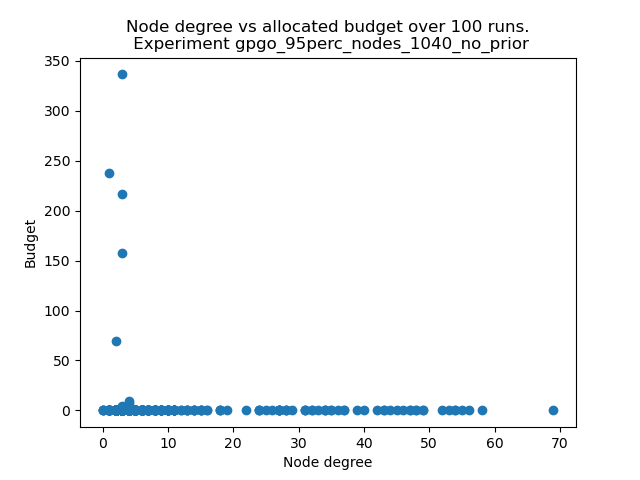 Node degree vs allocated budget over 100 runs.
Experiment gpgo_95perc_nodes_1040_no_prior
350
300
250
200
150
100
50
0
Budget
0 10 20 30 40 50 60 70
Node degree